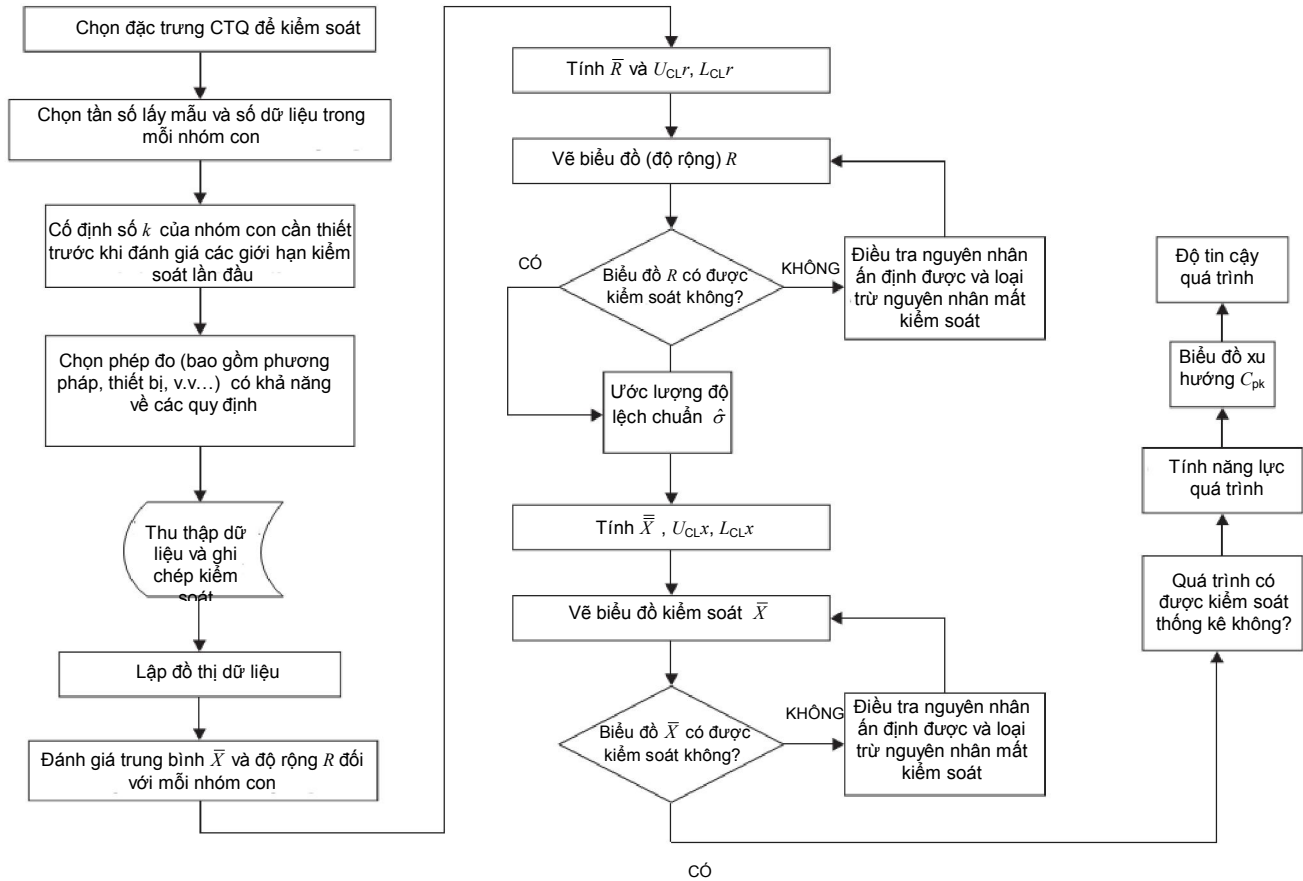 Chọn đặc trưng CTQ để kiểm soát
Chọn tần số lấy mẫu và số dữ liệu trong
mỗi nhóm con
Cố định số k của nhóm con cần thiết
trước khi đánh giá các giới hạn kiểm
soát lần đầu
Chọn phép đo (bao gồm phương
pháp, thiết bị, v.v…) có khả năng
về các quy định
Thu thập dữ
liệu và ghi
chép kiểm
soát
Lập đồ thị dữ liệu
Đánh giá trung bình X̅ và độ rộng R đối
với mỗi nhóm con
Tính R̅ và U_CL r, L_CL r
Vẽ biểu đồ (độ rộng) R
CÓ
Biểu đồ R có được
kiểm soát không?
KHÔNG
Điều tra nguyên nhân
ấn định được và loại
trừ nguyên nhân mất
kiểm soát
Ước lượng độ
lệch chuẩn σ̂
Tính X̿ , U_CL x, L_CL x
Vẽ biểu đồ kiểm soát X̅
Biểu đồ X̅ có được
kiểm soát không?
KHÔNG
Điều tra nguyên nhân
ấn định được và loại
trừ nguyên nhân mất
kiểm soát
CÓ
Độ tin cậy
quá trình
Biểu đồ xu
hướng C_pk
Tính năng lực
quá trình
Quá trình có
được kiểm soát
thống kê không?